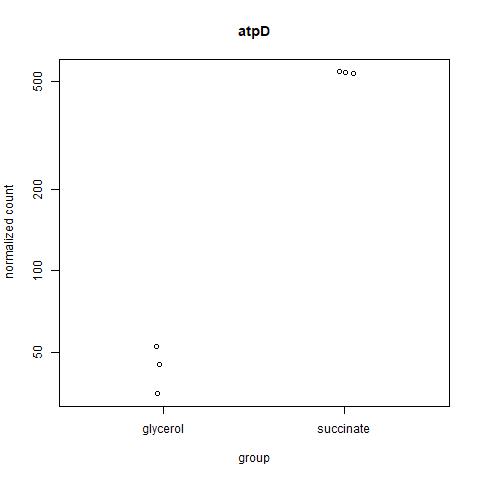 atpD
normalized count
500
200
100
50
glycerol succinate
group